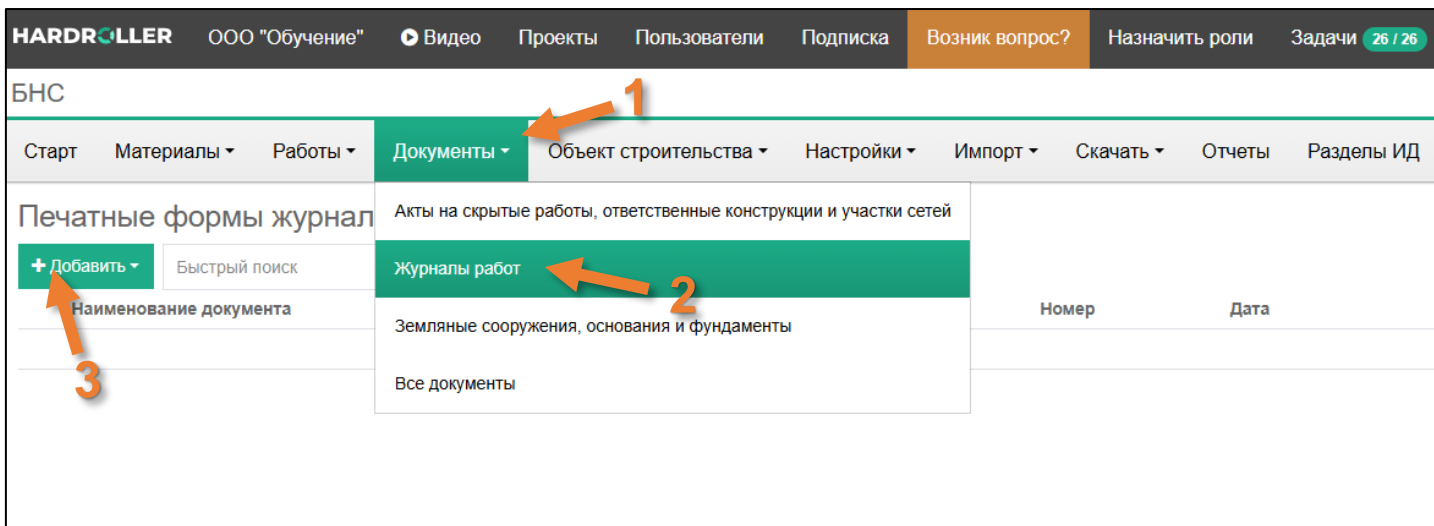 HARDROLLER ООО "Обучение" Видео Проекты Пользователи Подписка Возник вопрос? Назначить роли Задачи 26 / 26
БНС
1
Старт Материалы Работы Документы Объект строительства Настройки Импорт Скачать Отчеты Разделы ИД
Печатные формы журнал
Акты на скрытые работы, ответственные конструкции и участки сетей
+ Добавить Быстрый поиск
Журналы работ
2
Наименование документа Номер Дата
Земляные сооружения, основания и фундаменты
3
Все документы